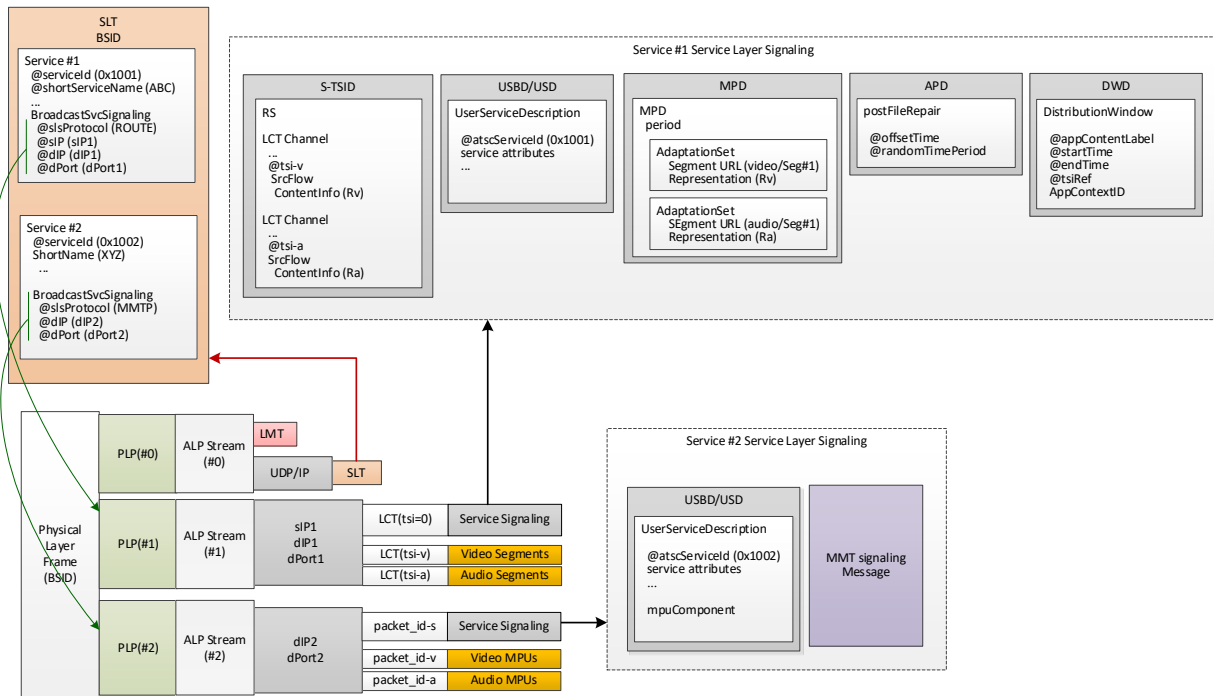 SLT
BSID
Service #1
@serviceId (0x1001)
@shortServiceName (ABC)
...
BroadcastSvcSignaling
@slsProtocol (ROUTE)
@sIP (sIP1)
@dIP (dIP1)
@dPort (dPort1)
Service #2
@serviceId (0x1002)
ShortName (XYZ)
...
BroadcastSvcSignaling
@slsProtocol (MMTP)
@dIP (dIP2)
@dPort (dPort2)
Service #1 Service Layer Signaling
S-TSID
RS
LCT Channel
...
@tsi-v
SrcFlow
ContentInfo (Rv)
LCT Channel
...
@tsi-a
SrcFlow
ContentInfo (Ra)
USBD/USD
UserServiceDescription
@atscServiceId (0x1001)
service attributes
...
MPD
MPD
period
AdaptationSet
Segment URL (video/Seg#1)
Representation (Rv)
AdaptationSet
SEgment URL (audio/Seg#1)
Representation (Ra)
APD
postFileRepair
@offsetTime
@randomTimePeriod
DWD
DistributionWindow
@appContentLabel
@startTime
@endTime
@tsiRef
AppContextID
Physical
Layer
Frame
(BSID)
PLP(#0)
ALP Stream
(#0)
LMT
UDP/IP
SLT
PLP(#1)
ALP Stream
(#1)
sIP1
dIP1
dPort1
LCT(tsi=0)
Service Signaling
LCT(tsi-v)
Video Segments
LCT(tsi-a)
Audio Segments
PLP(#2)
ALP Stream
(#2)
dIP2
dPort2
packet_id-s
Service Signaling
packet_id-v
Video MPUs
packet_id-a
Audio MPUs
Service #2 Service Layer Signaling
USBD/USD
UserServiceDescription
@atscServiceId (0x1002)
service attributes
...
mpuComponent
MMT signaling
Message